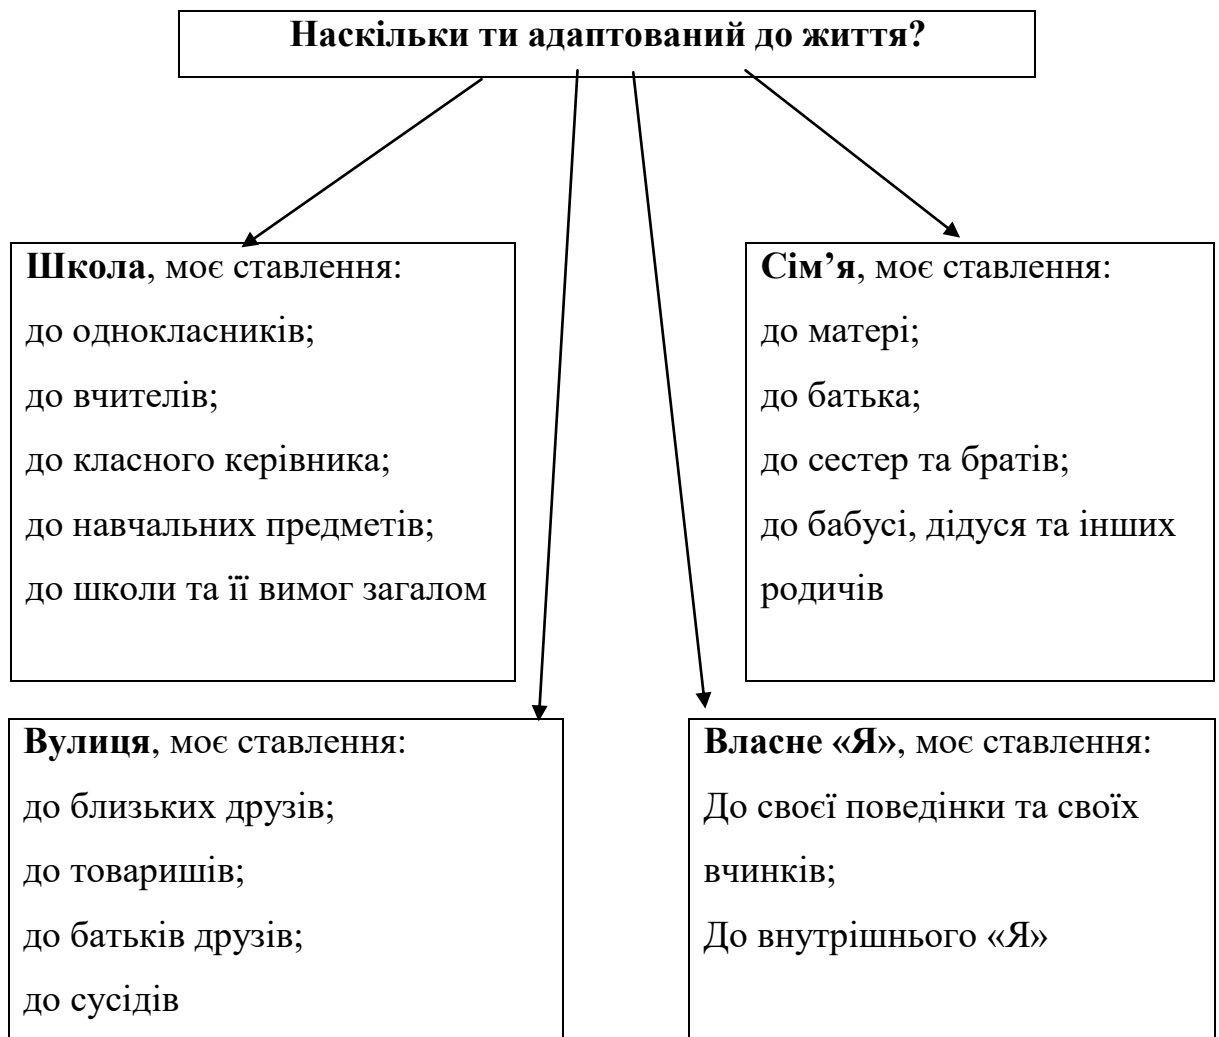 Наскільки ти адаптований до життя?
Школа, моє ставлення:
до однокласників;
до вчителів;
до класного керівника;
до навчальних предметів;
до школи та її вимог загалом
Сім’я, моє ставлення:
до матері;
до батька;
до сестер та братів;
до бабусі, дідуся та інших
родичів
Вулиця, моє ставлення:
до близьких друзів;
до товаришів;
до батьків друзів;
до сусідів
Власне «Я», моє ставлення:
До своєї поведінки та своїх
вчинків;
До внутрішнього «Я»